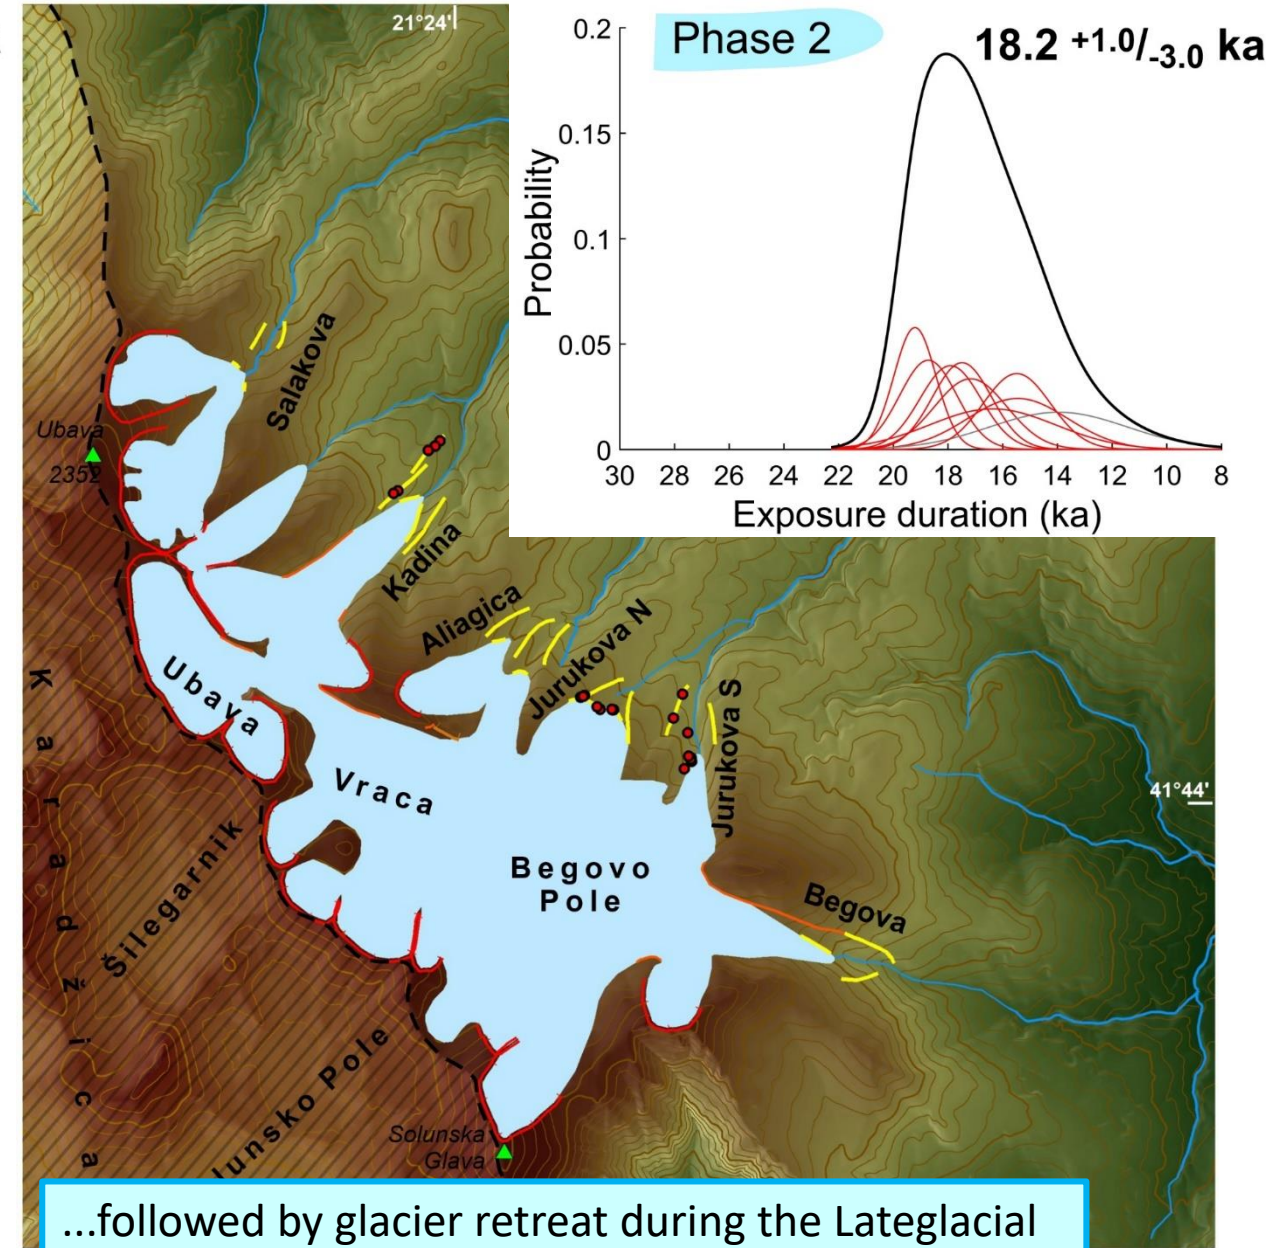 21°24'
0.2
Phase 2
18.2 +1.0/-3.0 ka
0.15
0.1
0.05
0
Probability
30 28 26 24 22 20 18 16 14 12 10 8
Exposure duration (ka)
Salakova
Ubava
2352
Kadina
Aliagica
Jurukova N
Jurukova S
Ubava
Vraca
Begovo
Pole
Begova
41°44'
Karadžica
Šilegarnik
lunsko Pole
Solunska
Glava
...followed by glacier retreat during the Lateglacial